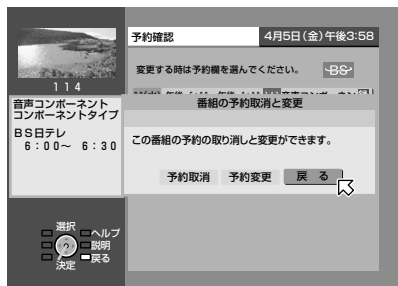 予約確認
4月5日(金)午後3:58
変更する時は予約欄を選んでください。
BS
114
音声コンポーネント
コンポーネントタイプ
BS日テレ
6:00～ 6:30
番組の予約取消と変更
この番組の予約の取り消しと変更ができます。
予約取消 予約変更 戻る
選択
ヘルプ
説明
戻る
決定